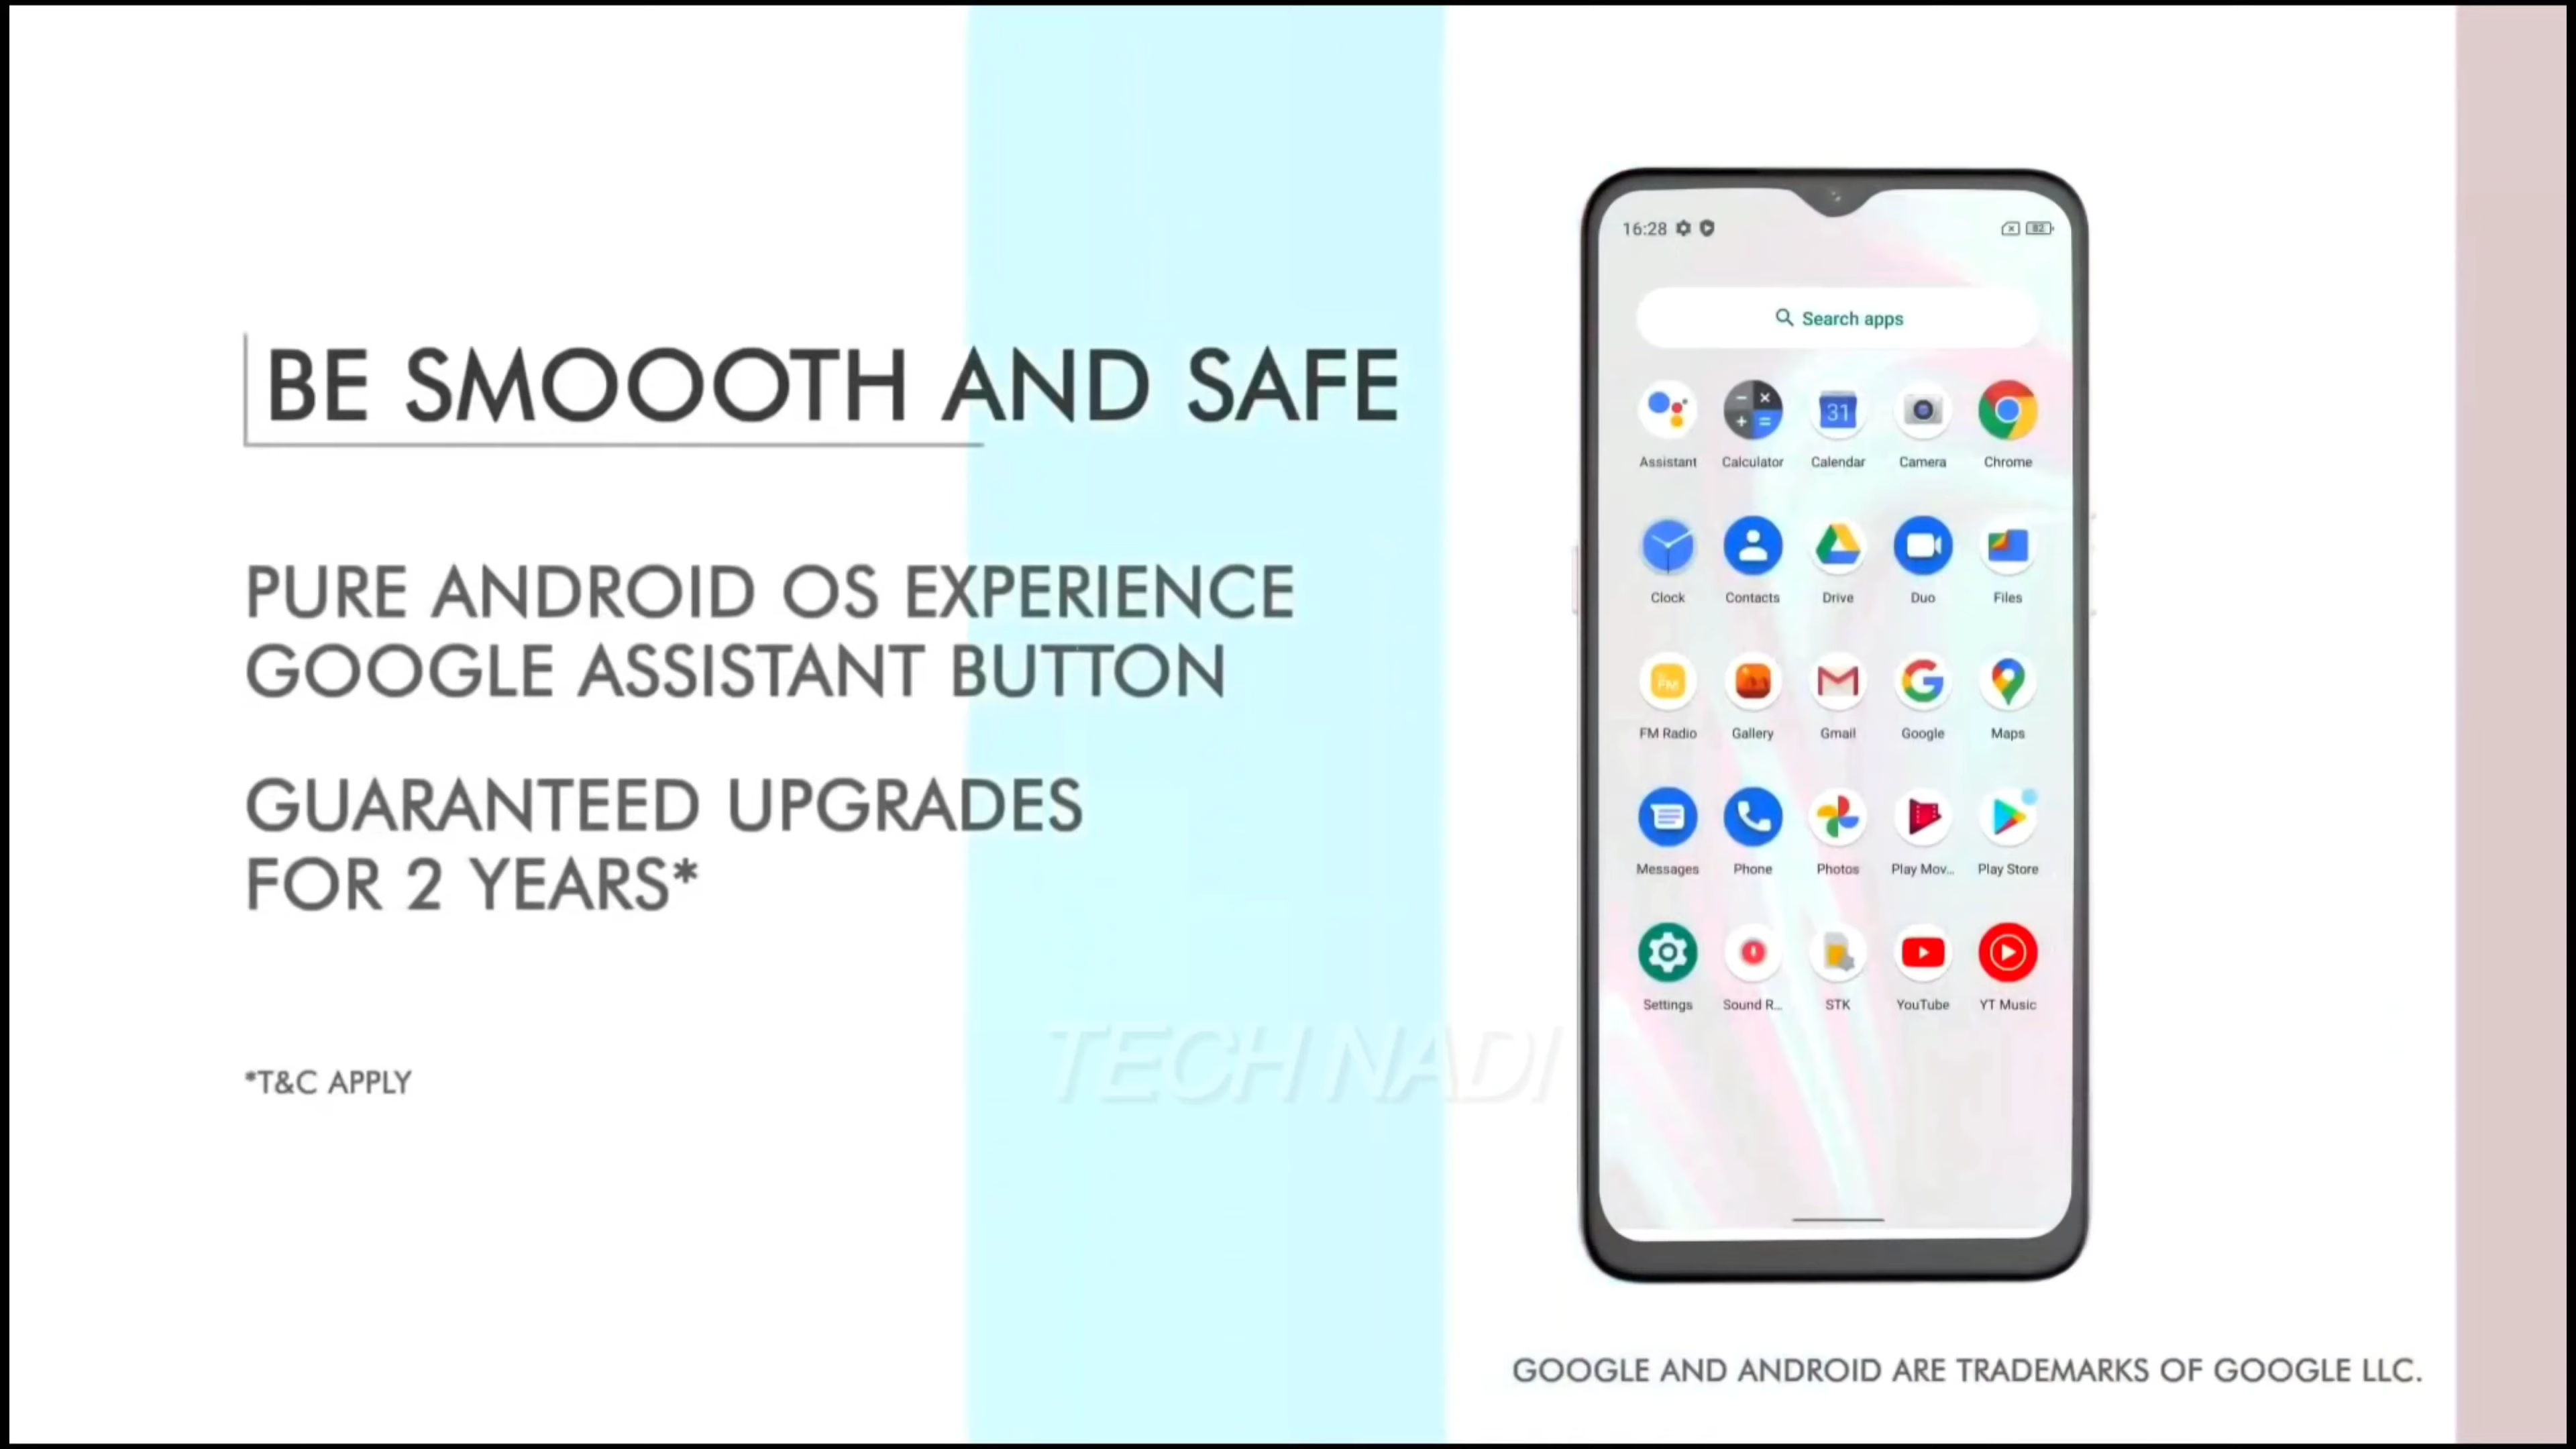 BE SMOOOTH AND SAFE
PURE ANDROID OS EXPERIENCE
GOOGLE ASSISTANT BUTTON
GUARANTEED UPGRADES
FOR 2 YEARS*
*T&C APPLY
TECH NADI
16:28
82
Search apps
31
Assistant Calculator Calendar Camera Chrome
Clock Contacts Drive Duo Files
FM
FM Radio Gallery Gmail Google Maps
Messages Phone Photos Play Mov... Play Store
Settings Sound R... STK YouTube YT Music
GOOGLE AND ANDROID ARE TRADEMARKS OF GOOGLE LLC.